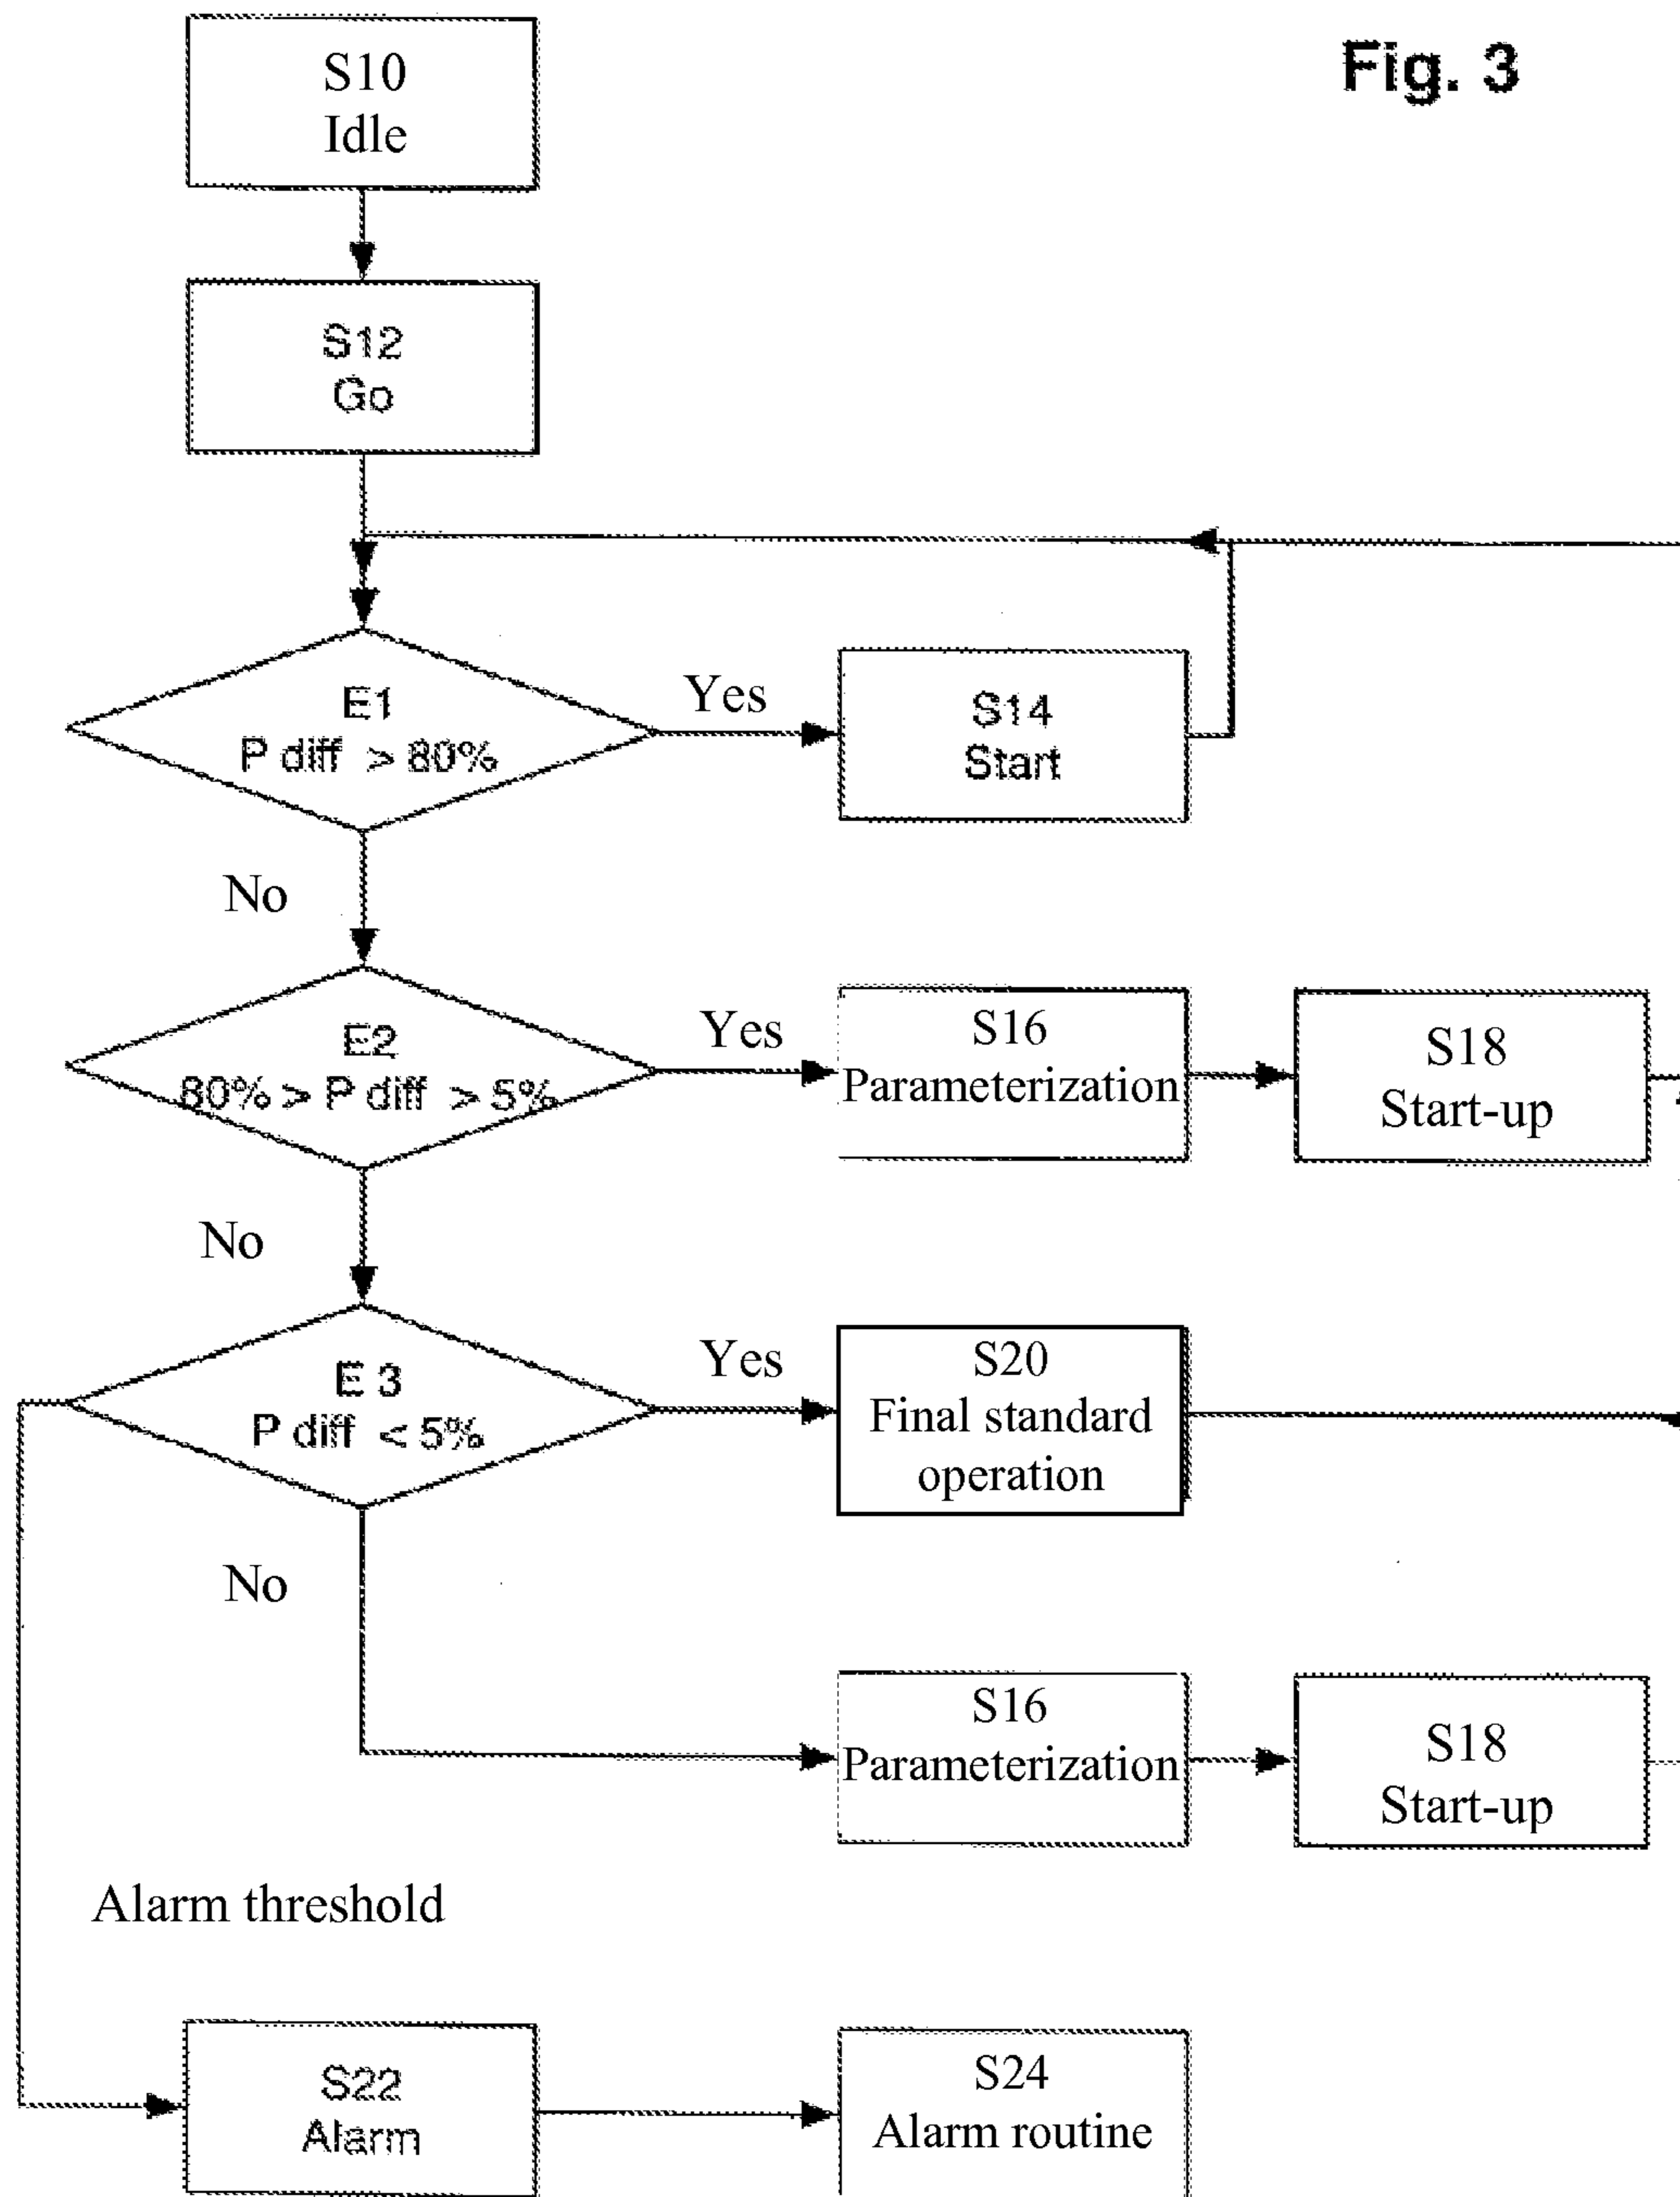 Fig. 3
S10
Idle
S12
Go
E1
P diff > 80%
Yes
S14
Start
No
E2
80% > P diff > 5%
Yes
S16
Parameterization
S18
Start-up
No
E 3
P diff < 5%
Yes
S20
Final standard
operation
No
S16
Parameterization
S18
Start-up
Alarm threshold
S22
Alarm
S24
Alarm routine